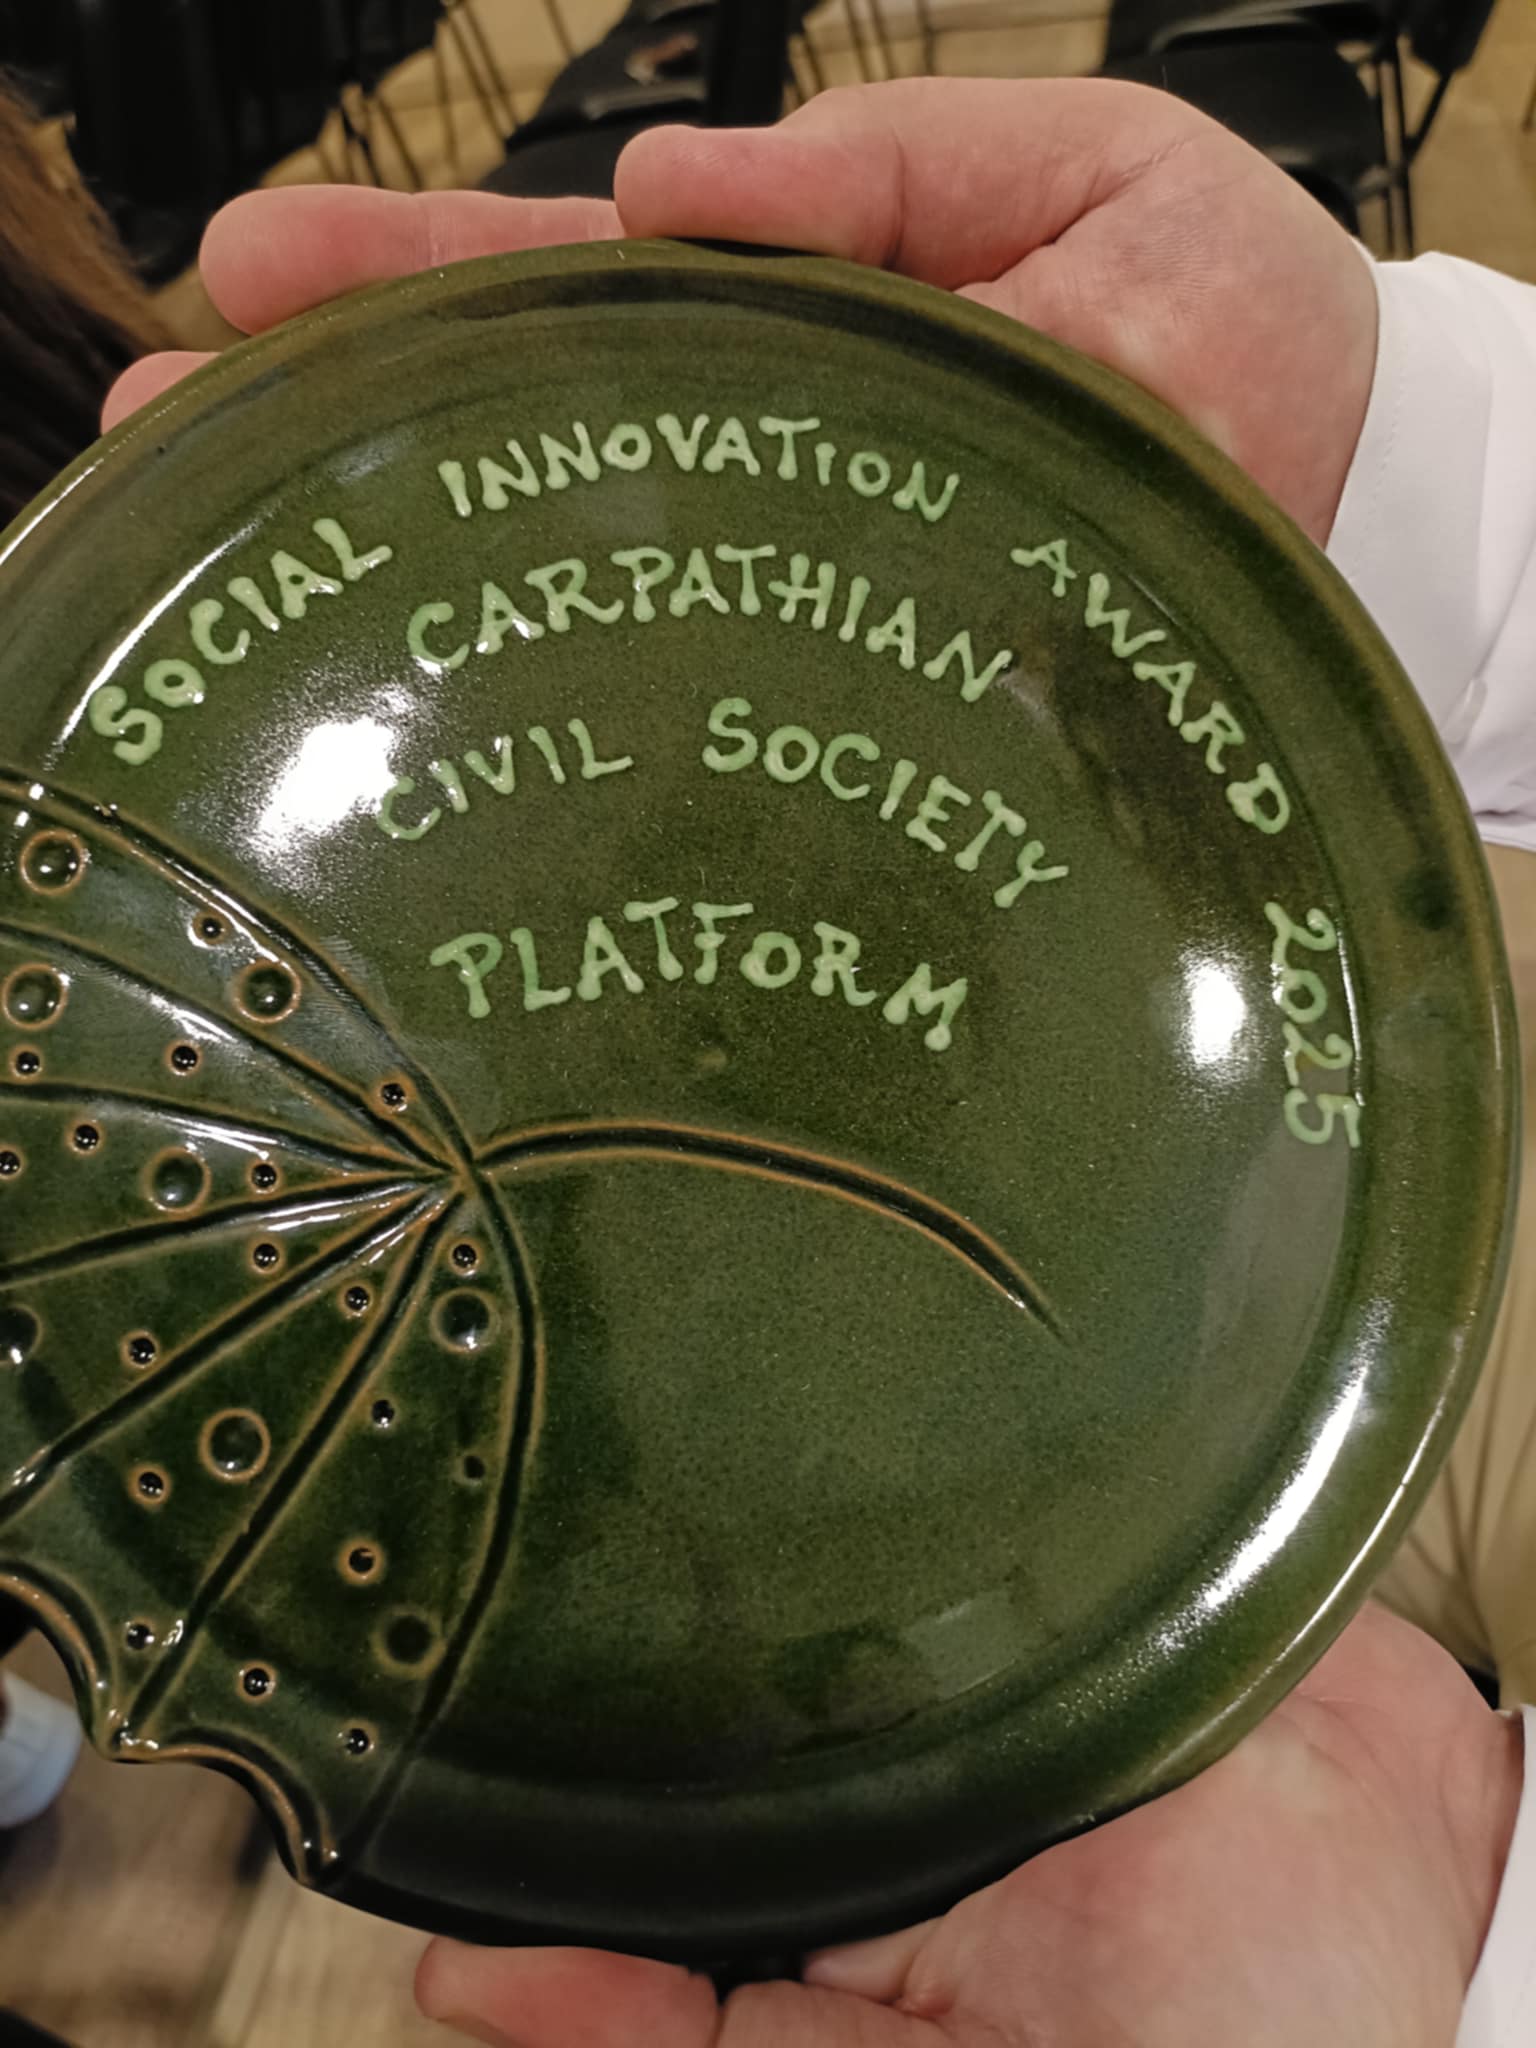 SOCIAL INNOVATION AWARD 2025
CARPATHIAN
CIVIL SOCIETY
PLATFORM